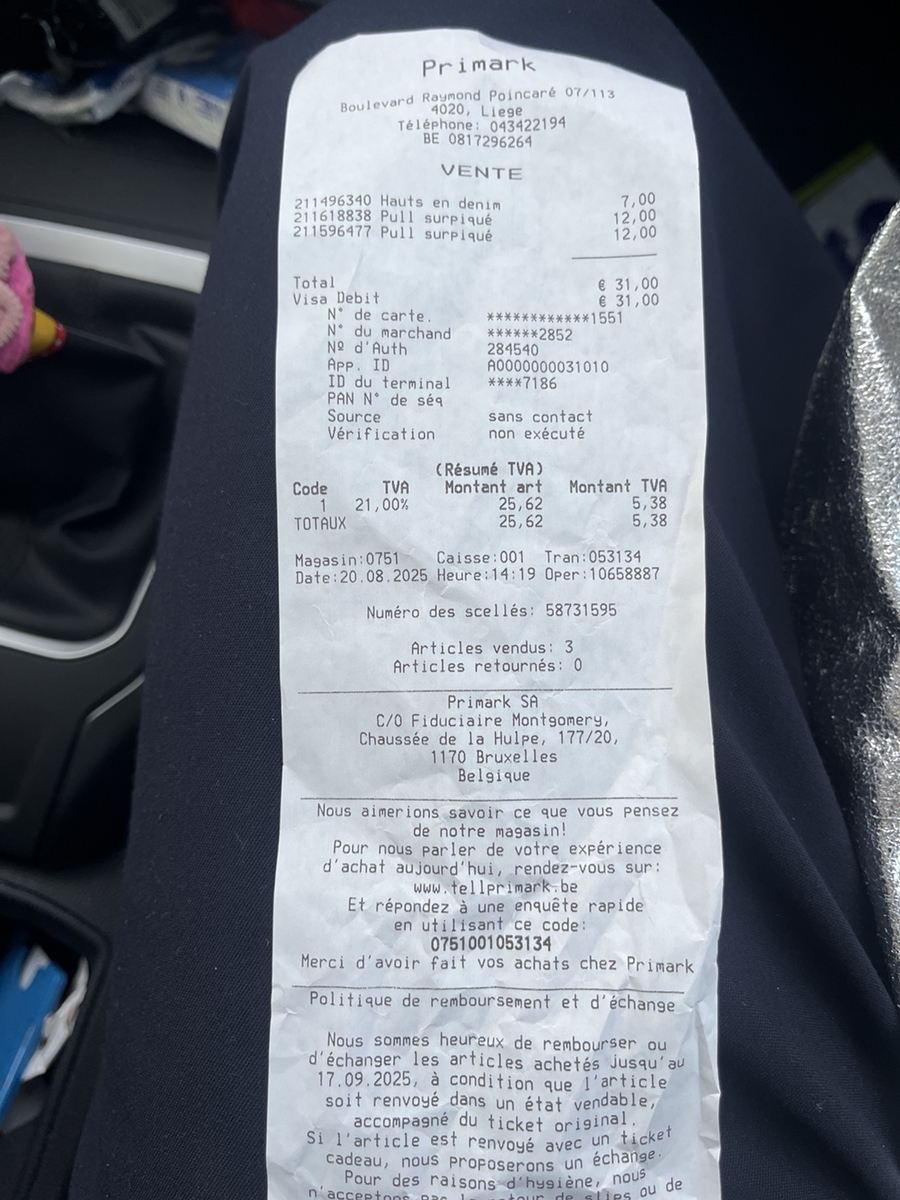 Primark
Boulevard Raymond Poincaré 07/113
4020, Liege
Téléphone: 043422194
BE 0817296264
VENTE
211496340 Hauts en denim 7,00
211618838 Pull surpiqué 12,00
211596477 Pull surpiqué 12,00
Total € 31,00
Visa Debit € 31,00
N° de carte. ************1551
N° du marchand ******2852
Nº d'Auth 284540
App. ID A0000000031010
ID du terminal ****7186
PAN N° de séq
Source sans contact
Vérification non exécuté
(Résumé TVA)
Code TVA Montant art Montant TVA
1 21,00% 25,62 5,38
TOTAUX 25,62 5,38
Magasin:0751 Caisse:001 Tran:053134
Date:20.08.2025 Heure:14:19 Oper:10658887
Numéro des scellés: 58731595
Articles vendus: 3
Articles retournés: 0
Primark SA
C/O Fiduciaire Montgomery,
Chaussée de la Hulpe, 177/20,
1170 Bruxelles
Belgique
Nous aimerions savoir ce que vous pensez
de notre magasin!
Pour nous parler de votre expérience
d'achat aujourd'hui, rendez-vous sur:
www.tellprimark.be
Et répondez à une enquête rapide
en utilisant ce code:
0751001053134
Merci d'avoir fait vos achats chez Primark
Politique de remboursement et d'échange
Nous sommes heureux de rembourser ou
d'échanger les articles achetés jusqu'au
17.09.2025, à condition que l'article
soit renvoyé dans un état vendable,
accompagné du ticket original.
Si l'article est renvoyé avec un ticket
cadeau, nous proposerons un échange.
Pour des raisons d'hygiène, nous
n'acceptons pas le retour de slips ou de